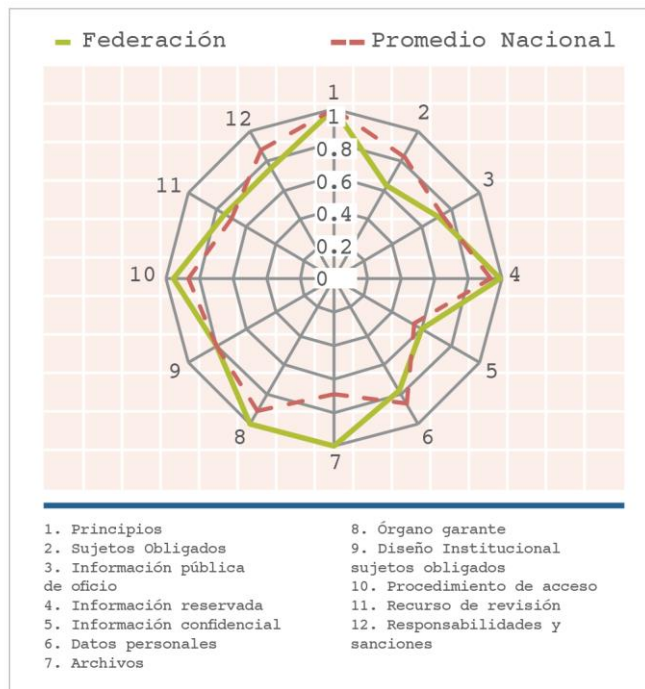 Federación
Promedio Nacional
1
12
2
1
0.8
11
3
0.6
0.4
0.2
10
0
4
9
5
8
6
7
1. Principios
2. Sujetos Obligados
3. Información pública
de oficio
4. Información reservada
5. Información confidencial
6. Datos personales
7. Archivos
8. Órgano garante
9. Diseño Institucional
sujetos obligados
10. Procedimiento de acceso
11. Recurso de revisión
12. Responsabilidades y
sanciones